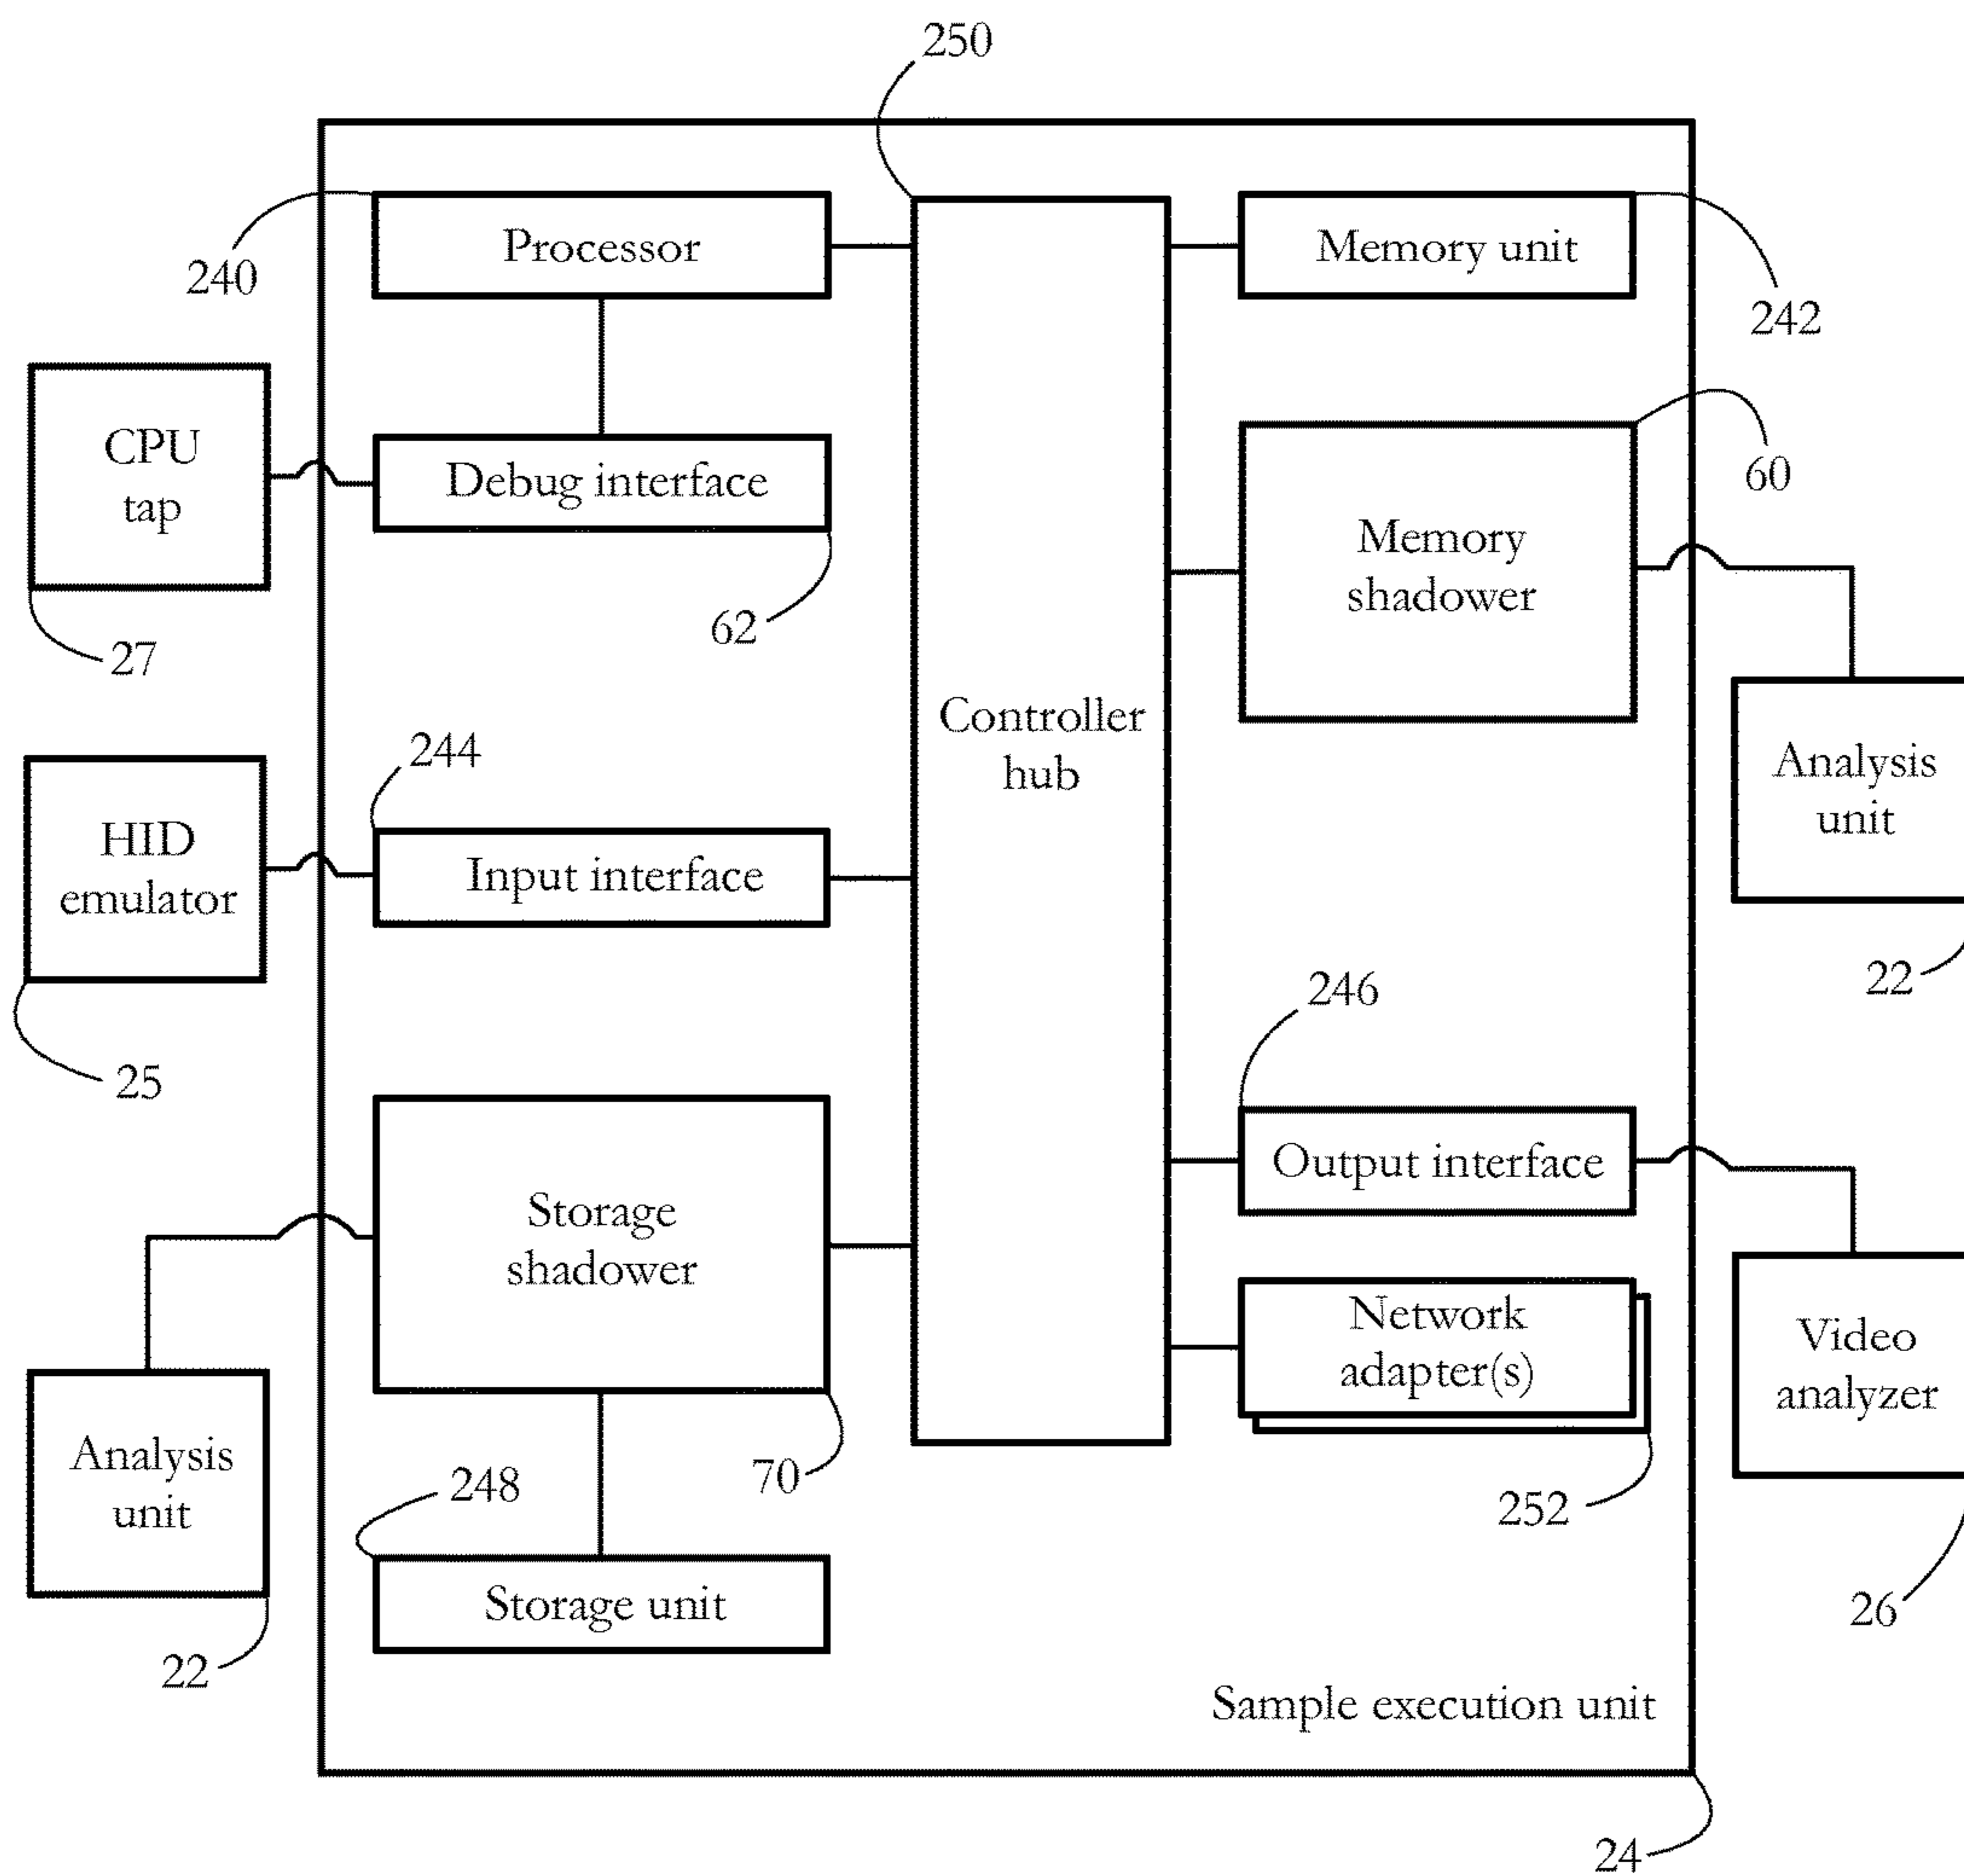 250
Processor
240
Memory unit
242
CPU
tap
27
Debug interface
62
Memory
shadower
60
Controller
hub
Analysis
unit
22
244
HID
emulator
25
Input interface
246
Output interface
Storage
shadower
70
Network
adapter(s)
252
Video
analyzer
26
Analysis
unit
22
248
Storage unit
Sample execution unit
24